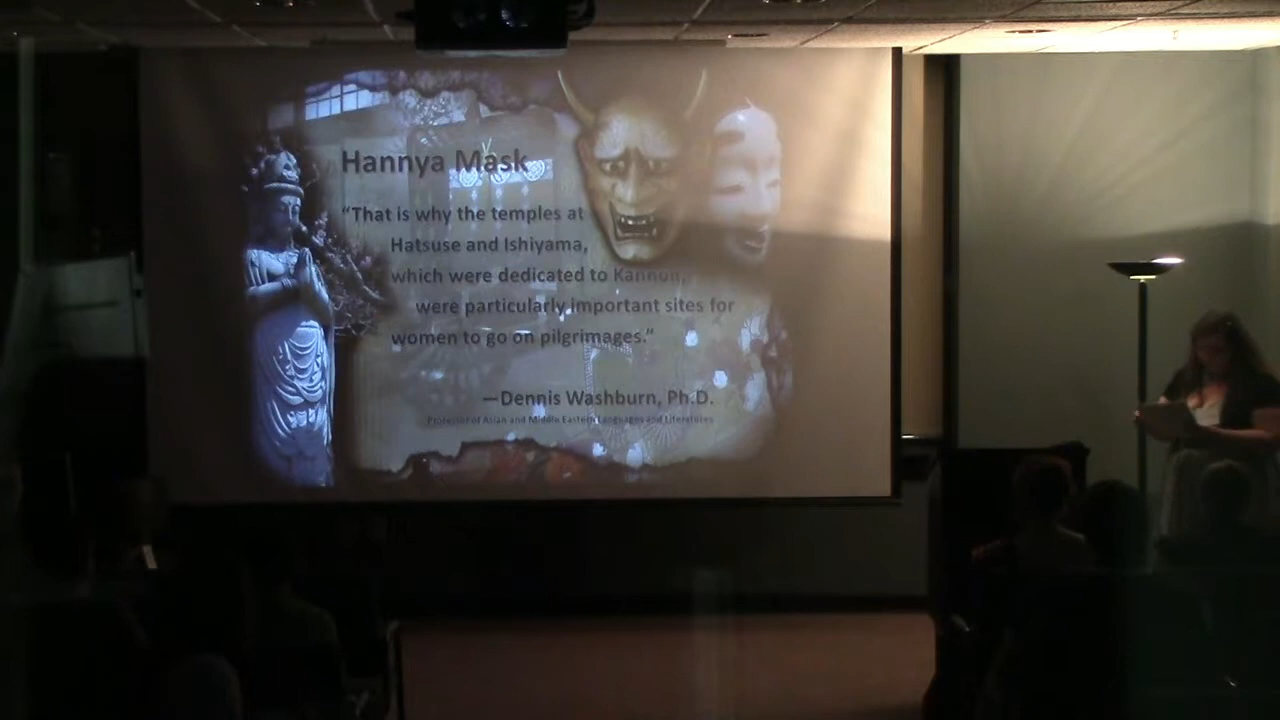 Hannya Mask
“That is why the temples at
Hatsuse and Ishiyama,
which were dedicated to Kannon,
were particularly important sites for
women to go on pilgrimages.”
—Dennis Washburn, Ph.D.
Professor of Asian and Middle Eastern Languages and Literatures